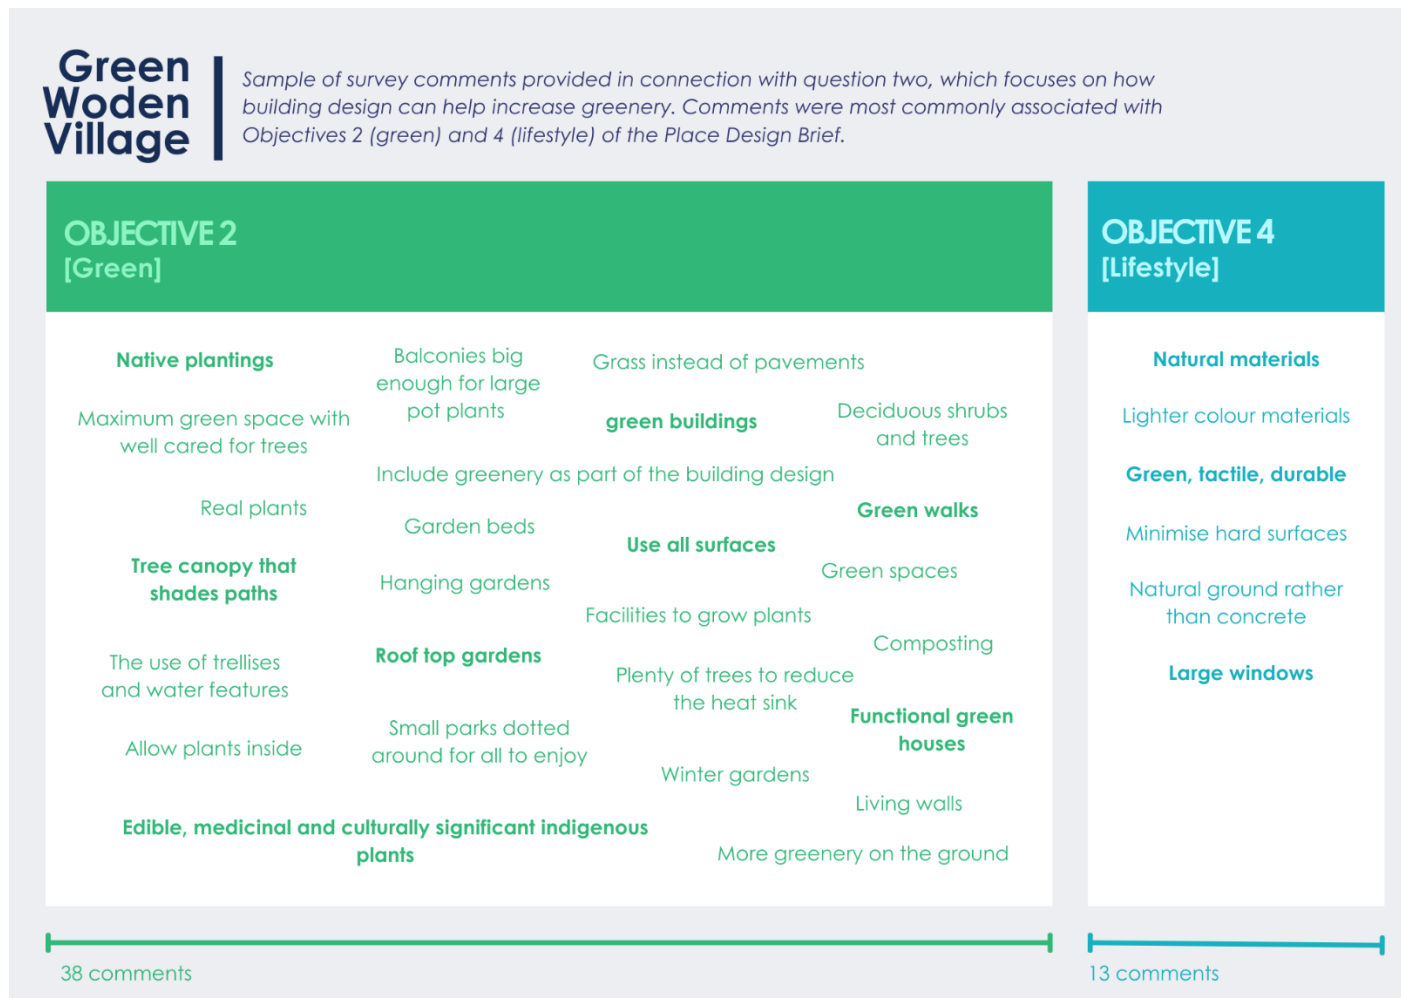 Green
Woden
Village
Sample of survey comments provided in connection with question two, which focuses on how
building design can help increase greenery. Comments were most commonly associated with
Objectives 2 (green) and 4 (lifestyle) of the Place Design Brief.
OBJECTIVE 2
[Green]
Native plantings
Maximum green space with
well cared for trees
Real plants
Tree canopy that
shades paths
The use of trellises
and water features
Allow plants inside
Balconies big
enough for large
pot plants
Include greenery as part of the building design
Garden beds
Hanging gardens
Roof top gardens
Small parks dotted
around for all to enjoy
Edible, medicinal and culturally significant indigenous
plants
Grass instead of pavements
green buildings
Deciduous shrubs
and trees
Green walks
Use all surfaces
Green spaces
Facilities to grow plants
Composting
Plenty of trees to reduce
the heat sink
Functional green
houses
Winter gardens
Living walls
More greenery on the ground
38 comments
OBJECTIVE 4
[Lifestyle]
Natural materials
Lighter colour materials
Green, tactile, durable
Minimise hard surfaces
Natural ground rather
than concrete
Large windows
13 comments